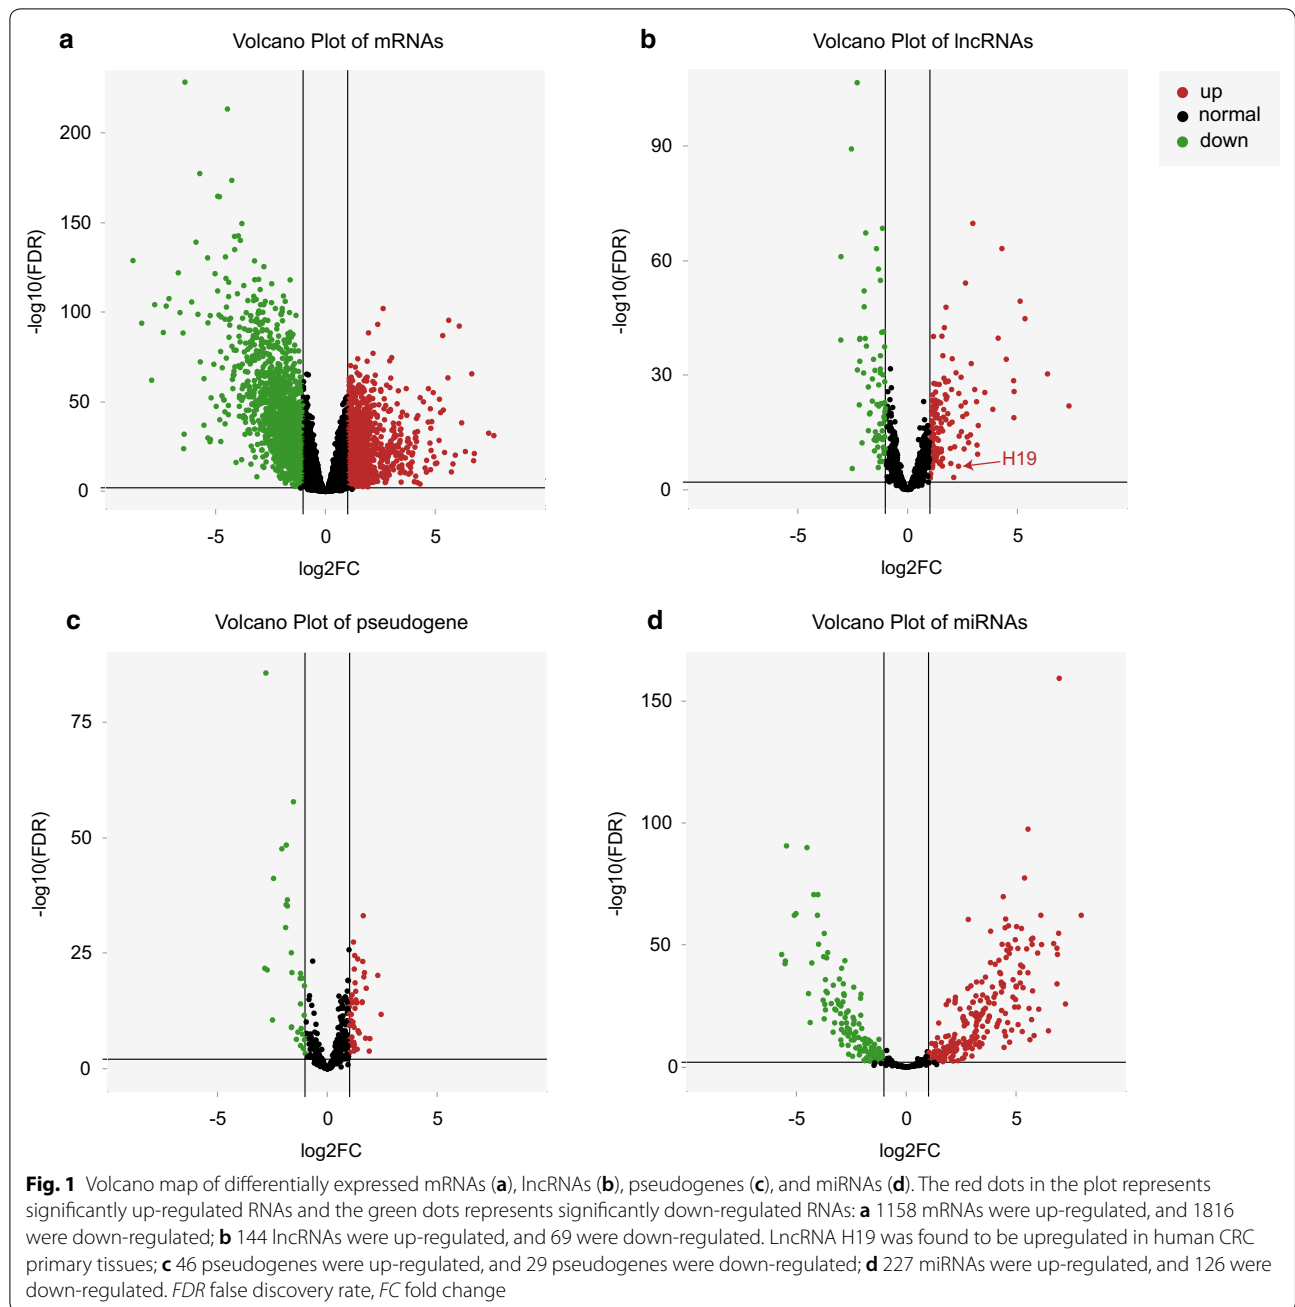 a
Volcano Plot of mRNAs
-log10(FDR)
200
150
100
50
0
-5
0
5
log2FC
b
Volcano Plot of lncRNAs
-log10(FDR)
90
60
30
0
H19
-5
0
5
log2FC
up
normal
down
c
Volcano Plot of pseudogene
-log10(FDR)
75
50
25
0
-5
0
5
log2FC
d
Volcano Plot of miRNAs
-log10(FDR)
150
100
50
0
-5
0
5
log2FC
Fig. 1 Volcano map of differentially expressed mRNAs (a), lncRNAs (b), pseudogenes (c), and miRNAs (d). The red dots in the plot represents
significantly up-regulated RNAs and the green dots represents significantly down-regulated RNAs: a 1158 mRNAs were up-regulated, and 1816
were down-regulated; b 144 lncRNAs were up-regulated, and 69 were down-regulated. LncRNA H19 was found to be upregulated in human CRC
primary tissues; c 46 pseudogenes were up-regulated, and 29 pseudogenes were down-regulated; d 227 miRNAs were up-regulated, and 126 were
down-regulated. FDR false discovery rate, FC fold change